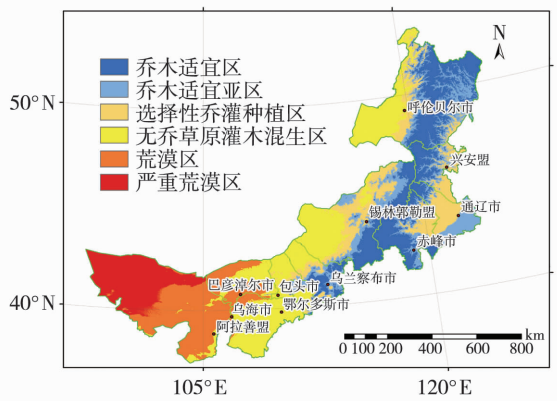 N
乔木适宜区
乔木适宜亚区
选择性乔灌种植区
无乔草原灌木混生区
荒漠区
严重荒漠区
50°N
40°N
呼伦贝尔市
兴安盟
通辽市
锡林郭勒盟
赤峰市
乌兰察布市
巴彦淖尔市
包头市
鄂尔多斯市
乌海市
阿拉善盟
km
0 100 200 400 600 800
105°E
120°E